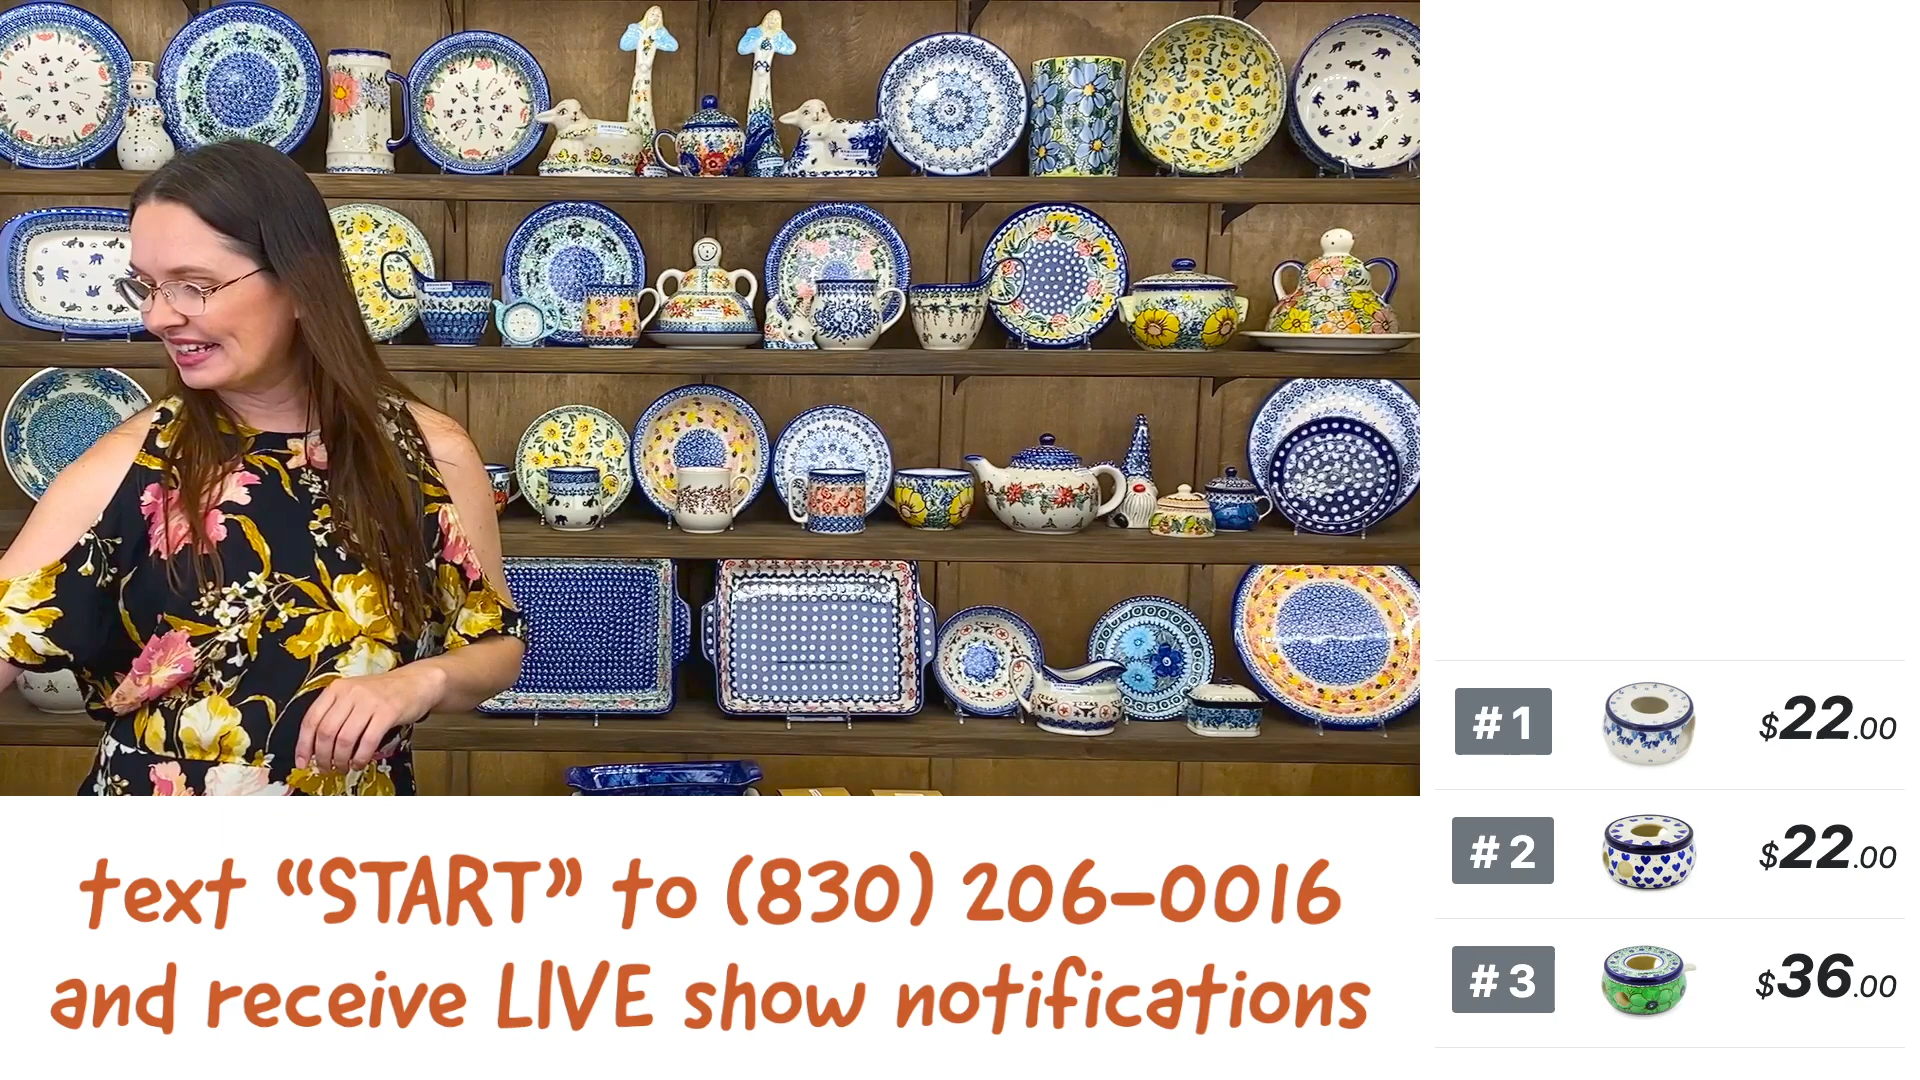 text “START” to (830) 206-0016
and receive LIVE show notifications
#1 $22.00
#2 $22.00
#3 $36.00